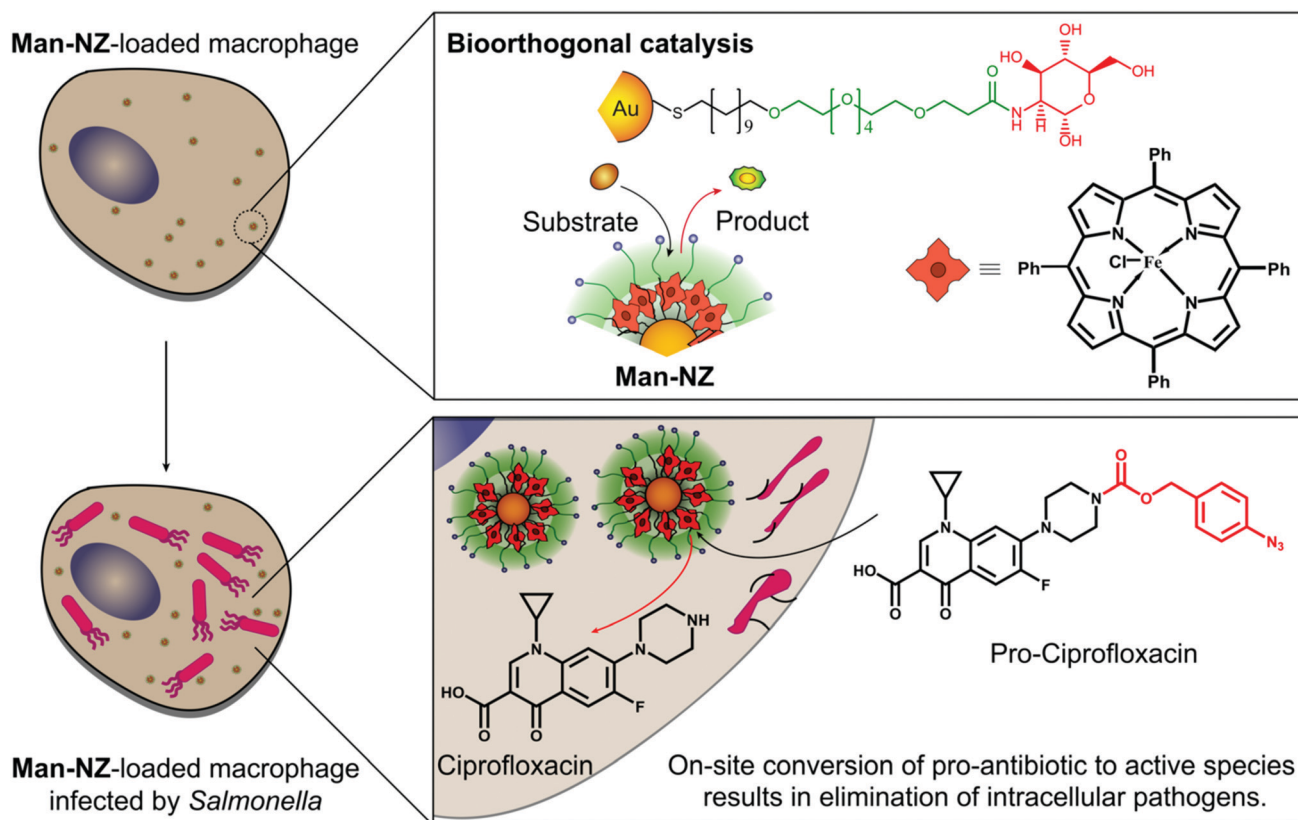 Man-NZ-loaded macrophage
Bioorthogonal catalysis
Au
S
9
O
O
4
O
O
N
H
HO
HO
OH
O
OH
Substrate
Product
Man-NZ
Ph
Ph
Ph
Ph
N
N
N
N
Cl
Fe
Man-NZ-loaded macrophage
infected by Salmonella
N
N
NH
HO
O
O
F
Ciprofloxacin
N
N
N
O
O
N3
HO
O
O
F
Pro-Ciprofloxacin
On-site conversion of pro-antibiotic to active species
results in elimination of intracellular pathogens.